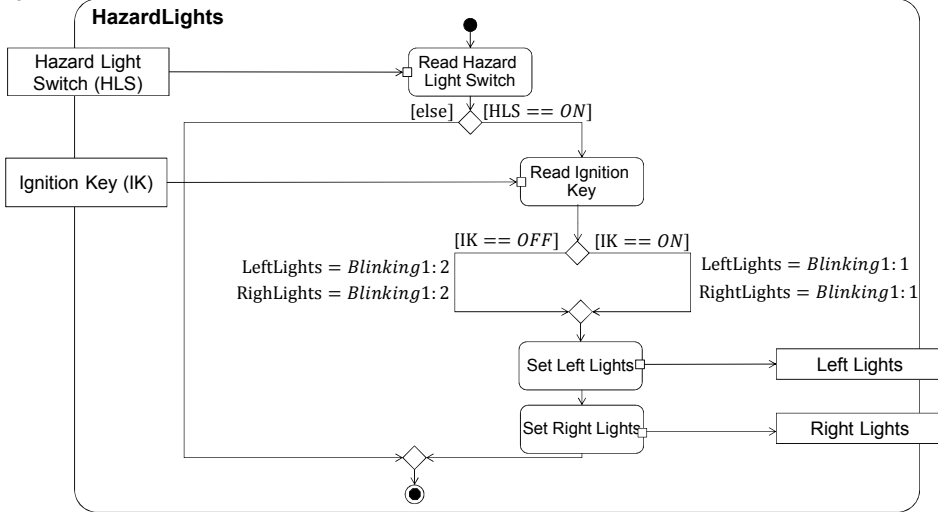 HazardLights
Hazard Light
Switch (HLS)
Read Hazard
Light Switch
[else] [HLS == ON]
Ignition Key (IK)
Read Ignition
Key
[IK == OFF] [IK == ON]
LeftLights = Blinking1: 2
RighLights = Blinking1: 2
LeftLights = Blinking1: 1
RightLights = Blinking1: 1
Set Left Lights
Left Lights
Set Right Lights
Right Lights